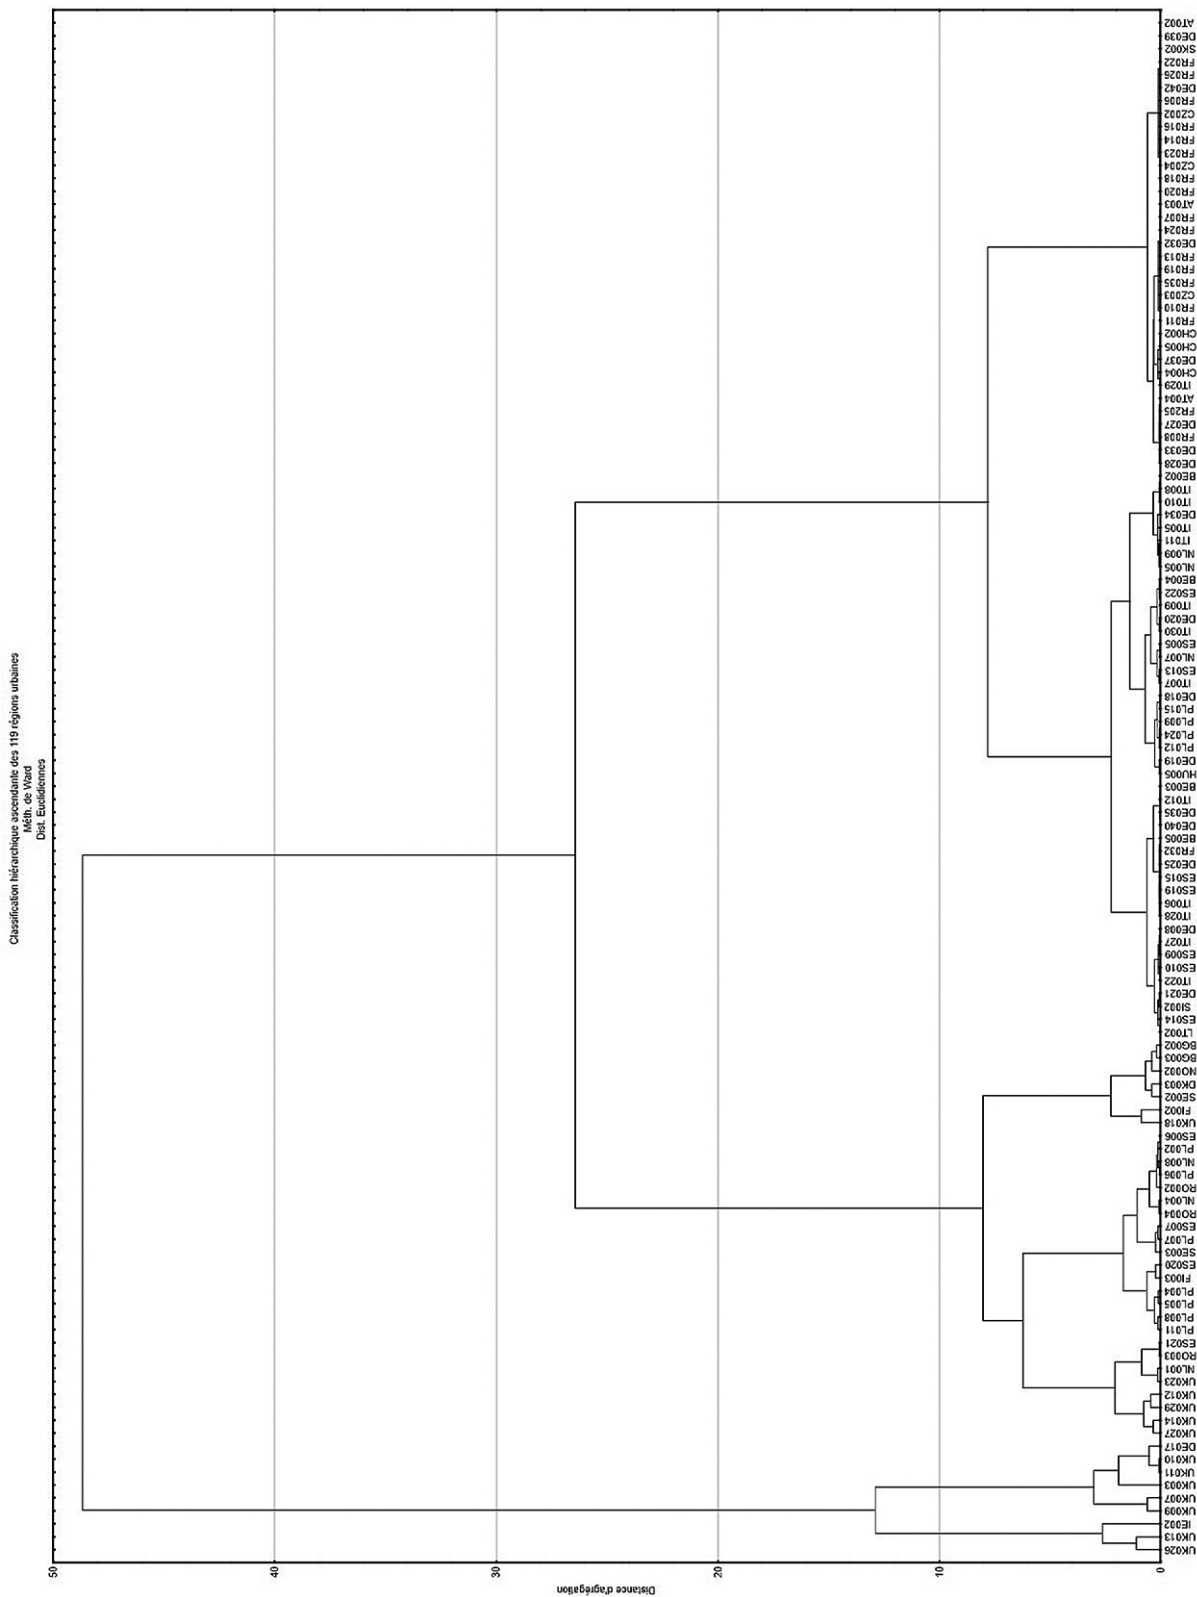 Classification hiérarchique ascendante des 119 régions urbaines
Méth. de Ward
Dist. Euclidiennes
AT002
DE039
SK002
FR022
FR026
DE042
FR006
CZ002
FR016
FR014
FR023
CZ004
FR018
FR020
AT003
FR007
FR024
DE032
FR013
FR019
FR035
CZ003
FR010
FR011
CH002
CH005
DE037
CH004
IT029
AT004
FR205
DE027
FR008
DE033
DE028
BE002
IT008
IT010
DE034
IT005
IT011
NL009
NL005
BE004
ES022
IT009
DE020
IT030
ES005
NL007
ES013
IT007
DE018
PL015
PL009
PL024
PL012
DE019
HU005
BE003
IT012
DE035
DE040
BE005
FR032
DE025
ES015
ES019
IT006
IT028
DE008
IT027
ES009
ES010
IT022
DE021
SI002
ES014
LT002
BG002
BG003
NO002
DK003
SE002
FI002
UK018
ES006
PL002
NL008
PL006
RO002
NL004
RO004
ES007
PL007
SE003
ES020
FI003
PL004
PL005
PL008
PL011
ES021
RO003
NL001
UK023
UK012
UK029
UK014
UK027
DE017
UK010
UK011
UK003
UK007
UK009
IE002
UK013
UK026
50
40
30
20
10
0
Distance d'agrégation